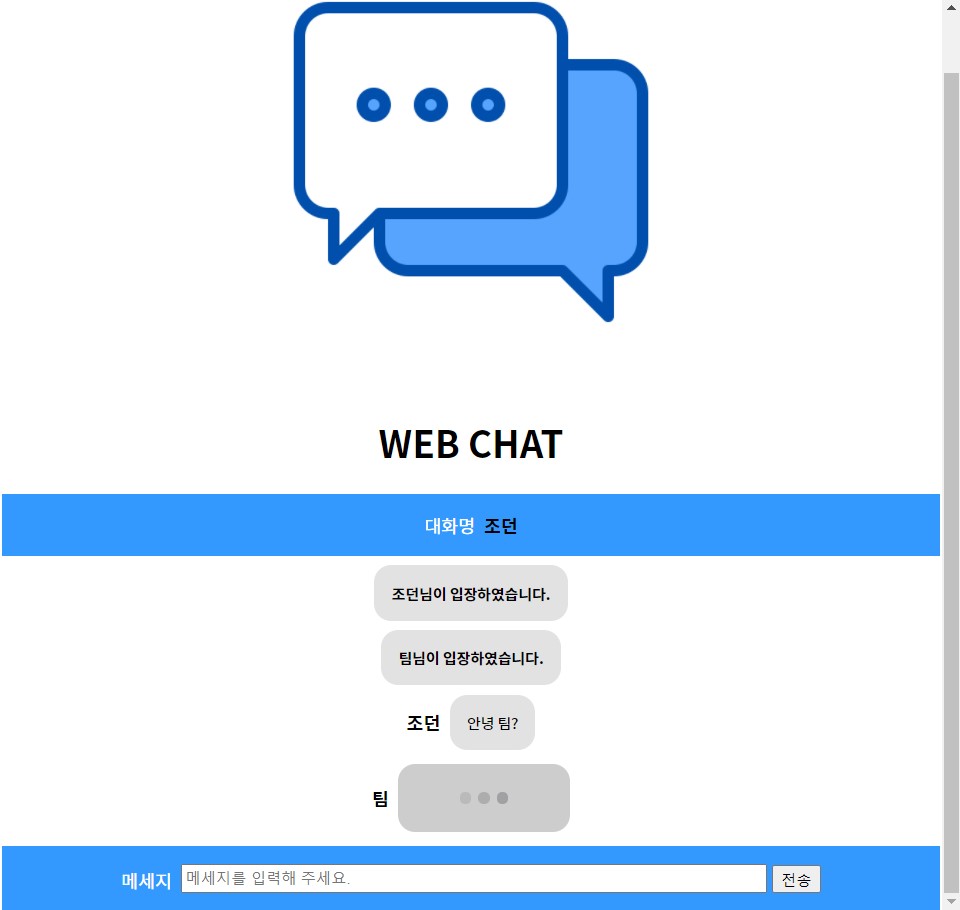 WEB CHAT
대화명 조던
조던님이 입장하였습니다.
팀님이 입장하였습니다.
조던 안녕 팀?
팀
메세지 메세지를 입력해 주세요. 전송